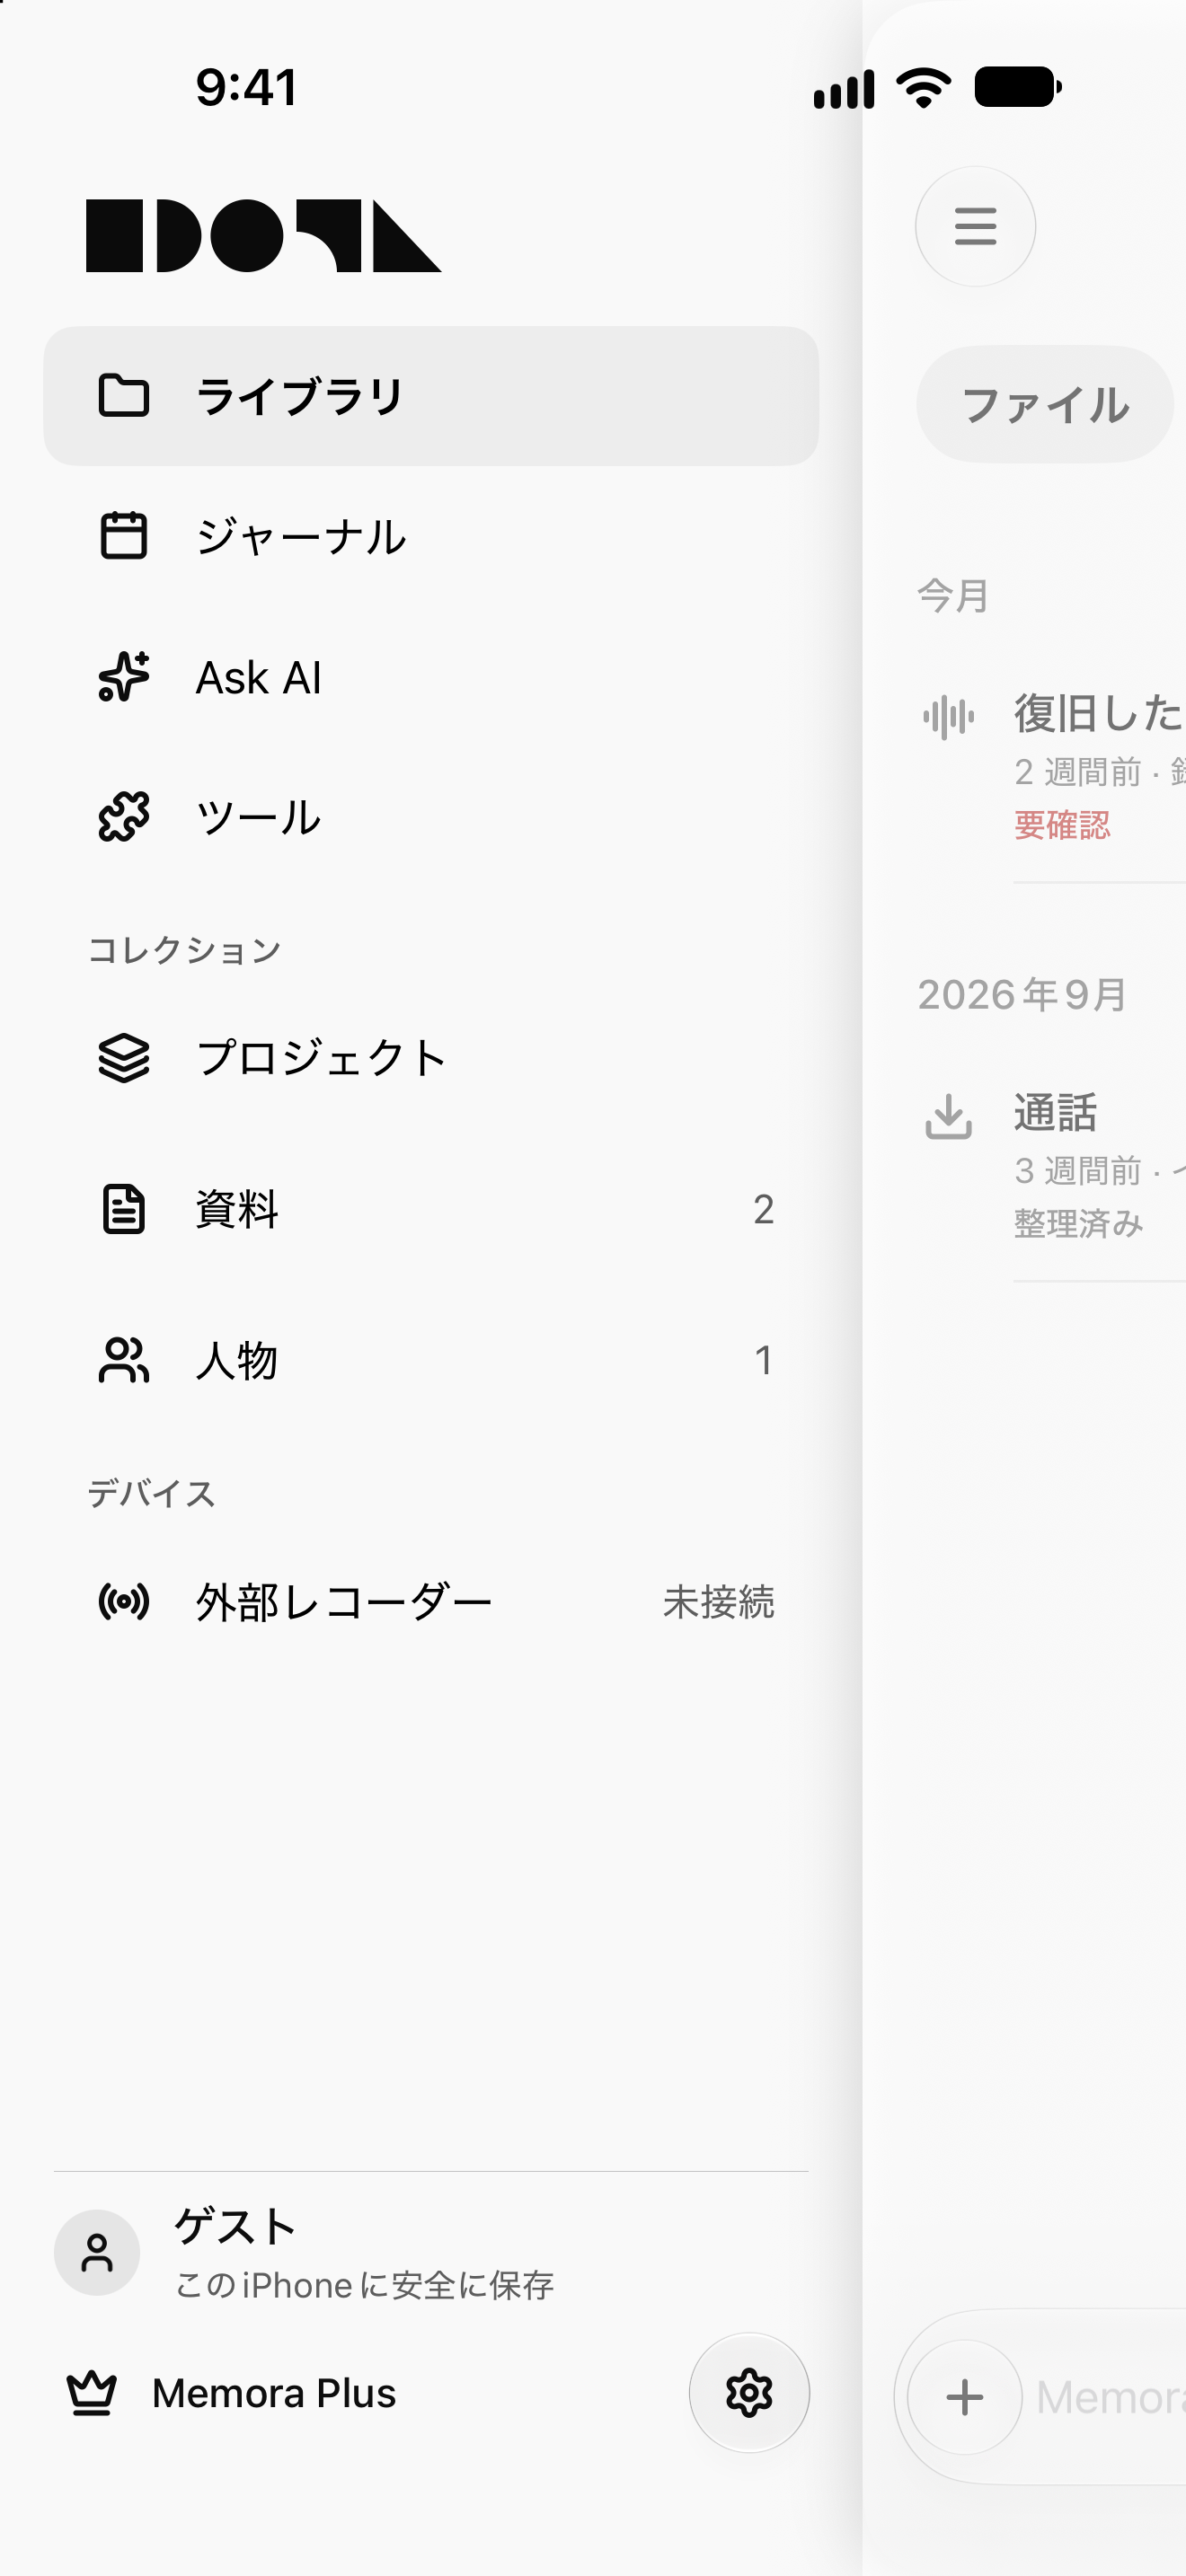 9:41
ライブラリ
ジャーナル
Ask AI
ツール
コレクション
プロジェクト
資料 2
人物 1
デバイス
外部レコーダー 未接続
ゲスト
このiPhoneに安全に保存
Memora Plus
ファイル
今月
復旧した
2 週間前 ·
要確認
2026年9月
通話
3 週間前 ·
整理済み
Memora